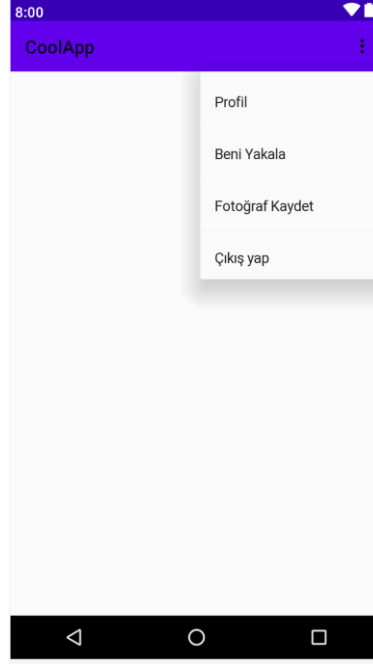 8:00
CoolApp
Profil
Beni Yakala
Fotoğraf Kaydet
Çıkış yap